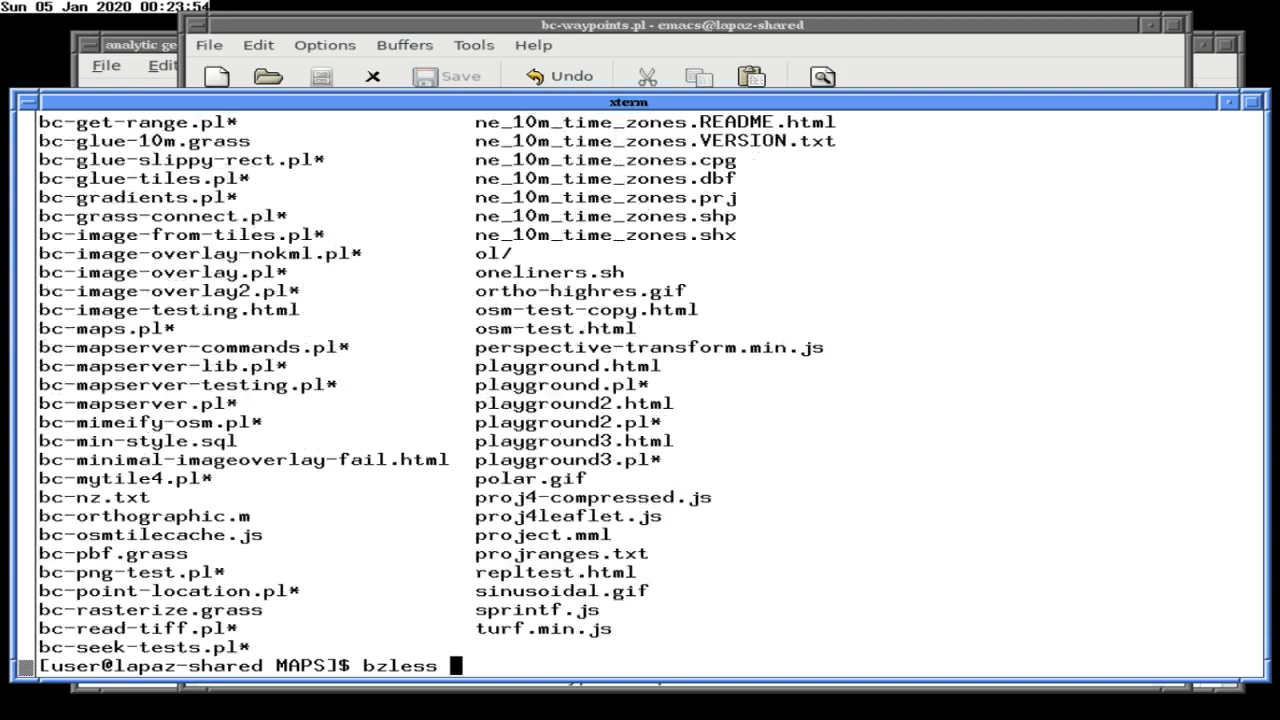 Sun 05 Jan 2020 00:23:54
bc-waypoints.pl - emacs@lapaz-shared
analytic ge
File Edit Options Buffers Tools Help
File Edit
Save Undo
xterm
bc-get-range.pl* ne_10m_time_zones.README.html
bc-glue-10m.grass ne_10m_time_zones.VERSION.txt
bc-glue-slippy-rect.pl* ne_10m_time_zones.cpg
bc-glue-tiles.pl* ne_10m_time_zones.dbf
bc-gradients.pl* ne_10m_time_zones.prj
bc-grass-connect.pl* ne_10m_time_zones.shp
bc-image-from-tiles.pl* ne_10m_time_zones.shx
bc-image-overlay-nokml.pl* ol/
bc-image-overlay.pl* oneliners.sh
bc-image-overlay2.pl* ortho-highres.gif
bc-image-testing.html osm-test-copy.html
bc-maps.pl* osm-test.html
bc-mapserver-commands.pl* perspective-transform.min.js
bc-mapserver-lib.pl* playground.html
bc-mapserver-testing.pl* playground.pl*
bc-mapserver.pl* playground2.html
bc-mimeify-osm.pl* playground2.pl*
bc-min-style.sql playground3.html
bc-minimal-imageoverlay-fail.html playground3.pl*
bc-mytile4.pl* polar.gif
bc-nz.txt proj4-compressed.js
bc-orthographic.m proj4leaflet.js
bc-osmtilecache.js project.mml
bc-pbf.grass projranges.txt
bc-png-test.pl* repltest.html
bc-point-location.pl* sinusoidal.gif
bc-rasterize.grass sprintf.js
bc-read-tiff.pl* turf.min.js
bc-seek-tests.pl*
[user@lapaz-shared MAPS]$ bzless